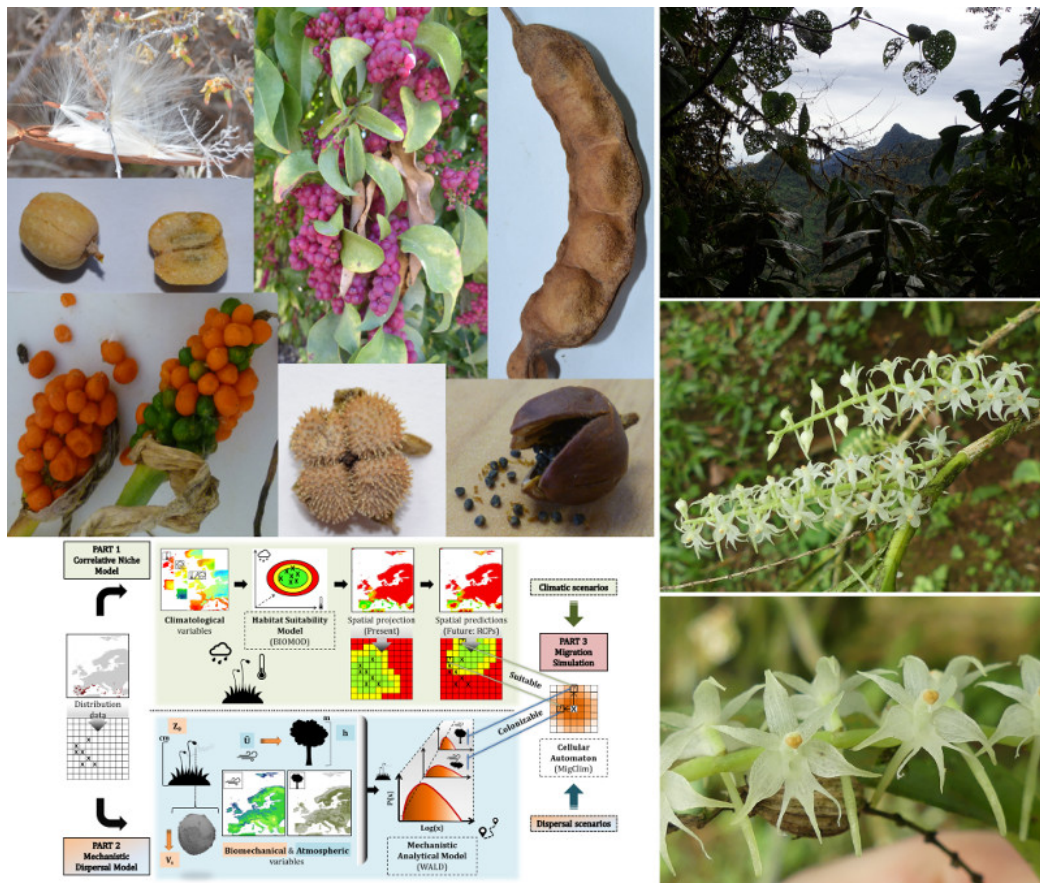 PART 1
Correlative Niche
Model
Climatological
variables
Habitat Suitability
Model
(BIOMOD)
Spatial projection
(Present)
Spatial predictions
(Future: RCPs)
Climatic scenarios
PART 3
Migration
Simulation
Suitable
Colonizable
Cellular
Automaton
(MigClim)
Dispersal scenarios
Distribution
data
PART 2
Mechanistic
Dispersal Model
cm
m
h
Biomechanical & Atmospheric
variables
Log(x)
Mechanistic
Analytical Model
(WALD)